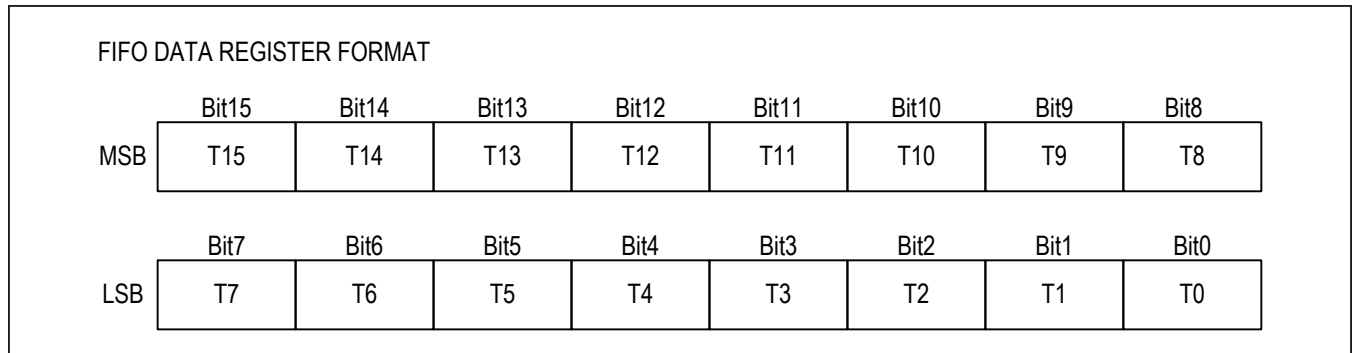 FIFO DATA REGISTER FORMAT
Bit15 Bit14 Bit13 Bit12 Bit11 Bit10 Bit9 Bit8
MSB T15 T14 T13 T12 T11 T10 T9 T8
Bit7 Bit6 Bit5 Bit4 Bit3 Bit2 Bit1 Bit0
LSB T7 T6 T5 T4 T3 T2 T1 T0